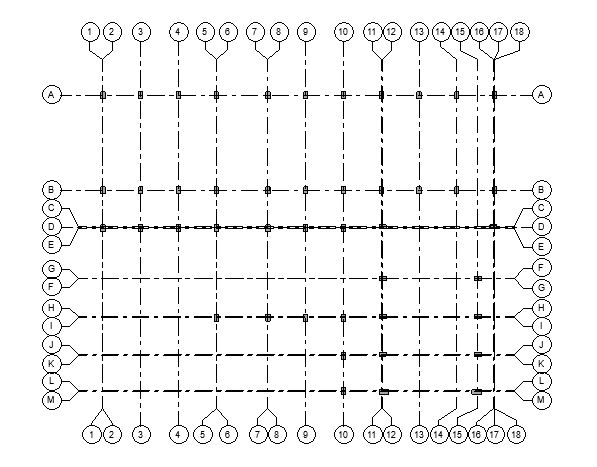 1 2 3 4 5 6 7 8 9 10 11 12 13 14 15 16 17 18
A A
B B
C C
D D
E E
G F
F G
H H
I I
J J
K K
L L
M M
1 2 3 4 5 6 7 8 9 10 11 12 13 14 15 16 17 18